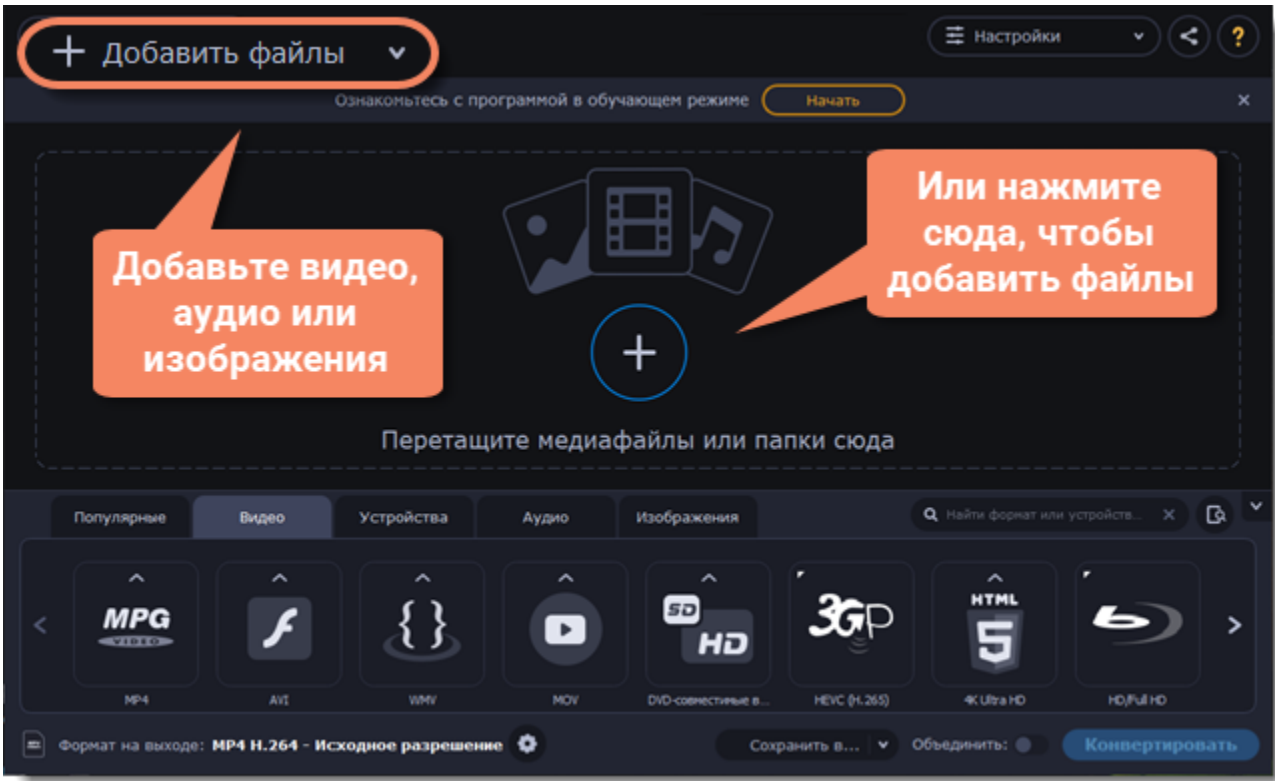 Добавить файлы
Настройки
?
Ознакомьтесь с программой в обучающем режиме
Начать
Добавьте видео,
аудио или
изображения
Или нажмите
сюда, чтобы
добавить файлы
Перетащите медиафайлы или папки сюда
Популярные
Видео
Устройства
Аудио
Изображения
Найти формат или устройств...
MPG
VIDEO
SD
HD
3GP
HTML
5
MP4
AVI
WMV
MOV
DVD-совместимые в...
HEVC (H.265)
4K Ultra HD
HD/Full HD
Формат на выходе: MP4 H.264 - Исходное разрешение
Сохранить в...
Объединить:
Конвертировать